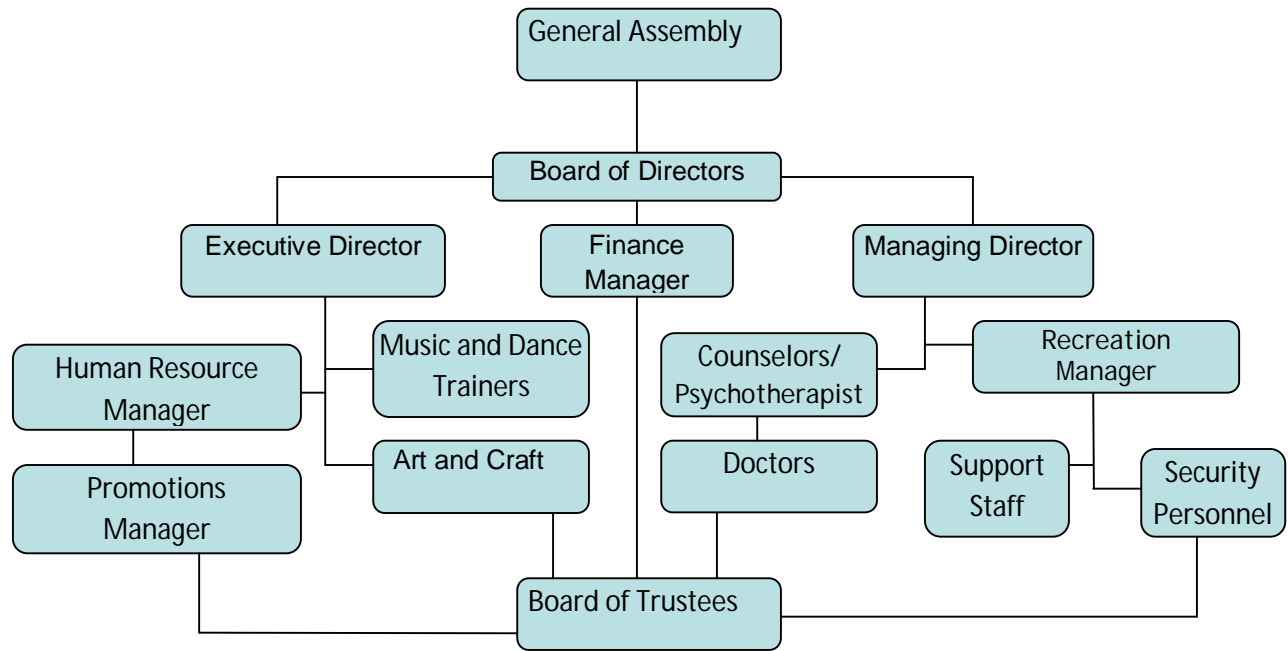 General Assembly
Board of Directors
Executive Director
Finance
Manager
Managing Director
Human Resource
Manager
Music and Dance
Trainers
Counselors/
Psychotherapist
Recreation
Manager
Promotions
Manager
Art and Craft
Doctors
Support
Staff
Security
Personnel
Board of Trustees